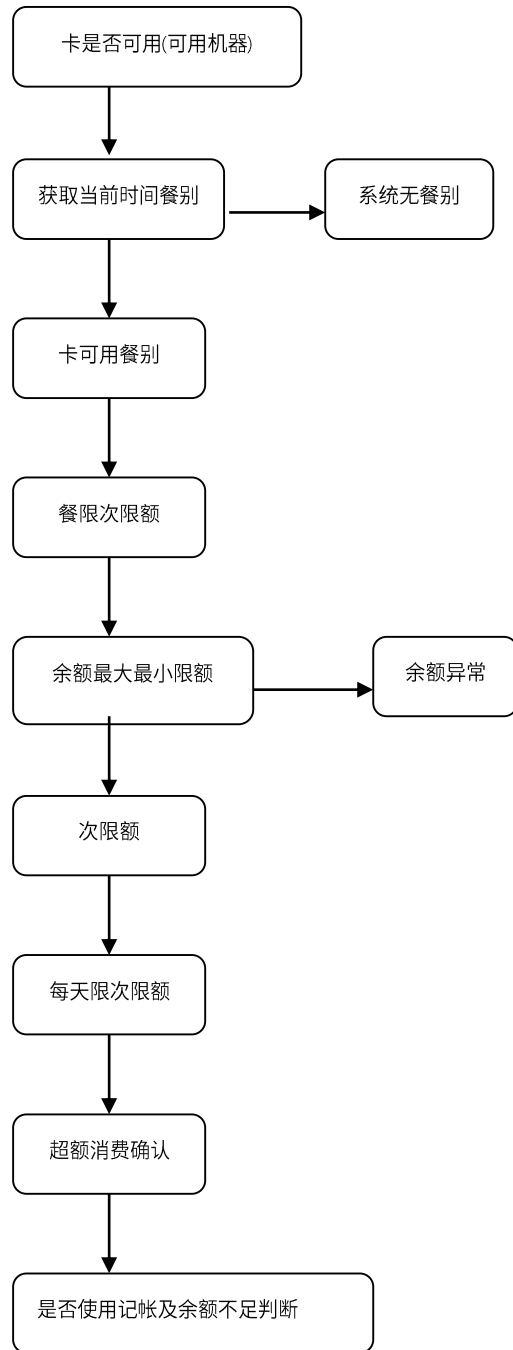 卡是否可用(可用机器)
获取当前时间餐别
系统无餐别
卡可用餐别
餐限次限额
余额最大最小限额
余额异常
次限额
每天限次限额
超额消费确认
是否使用记帐及余额不足判断